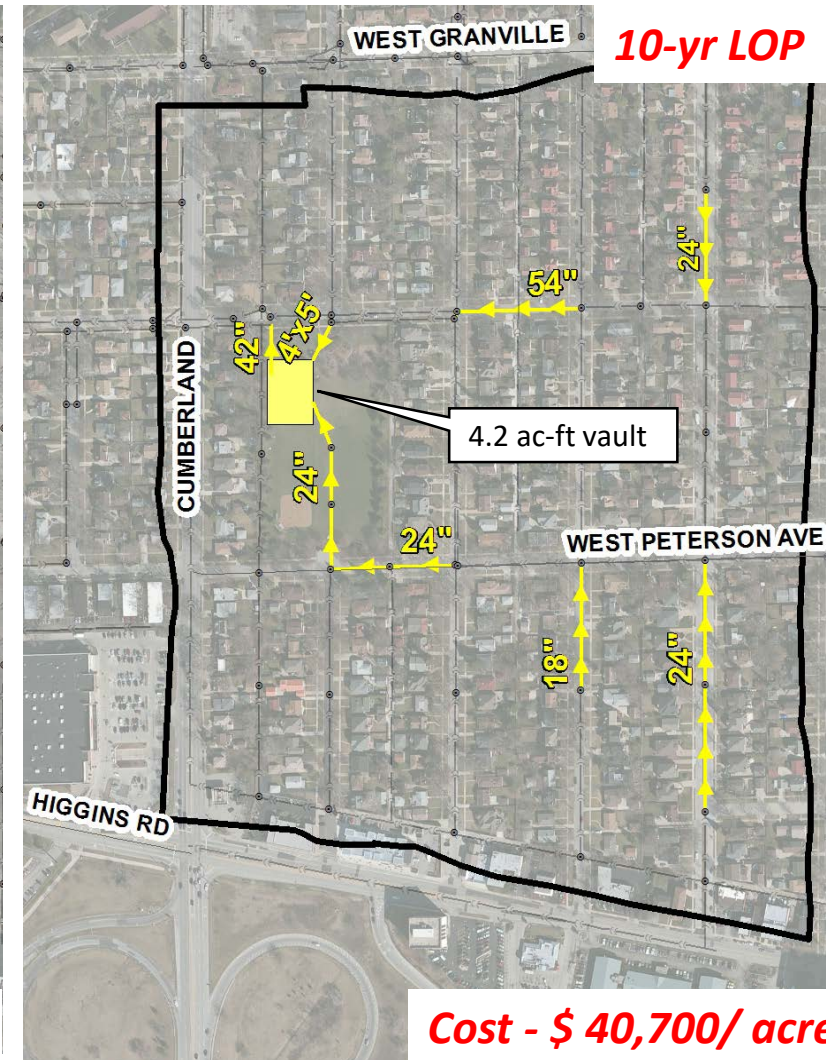 WEST GRANVILLE
10-yr LOP
24"
54"
4'x5'
42"
CUMBERLAND
4.2 ac-ft vault
24"
24"
WEST PETERSON AVE
18"
24"
HIGGINS RD
Cost - $ 40,700/ acre